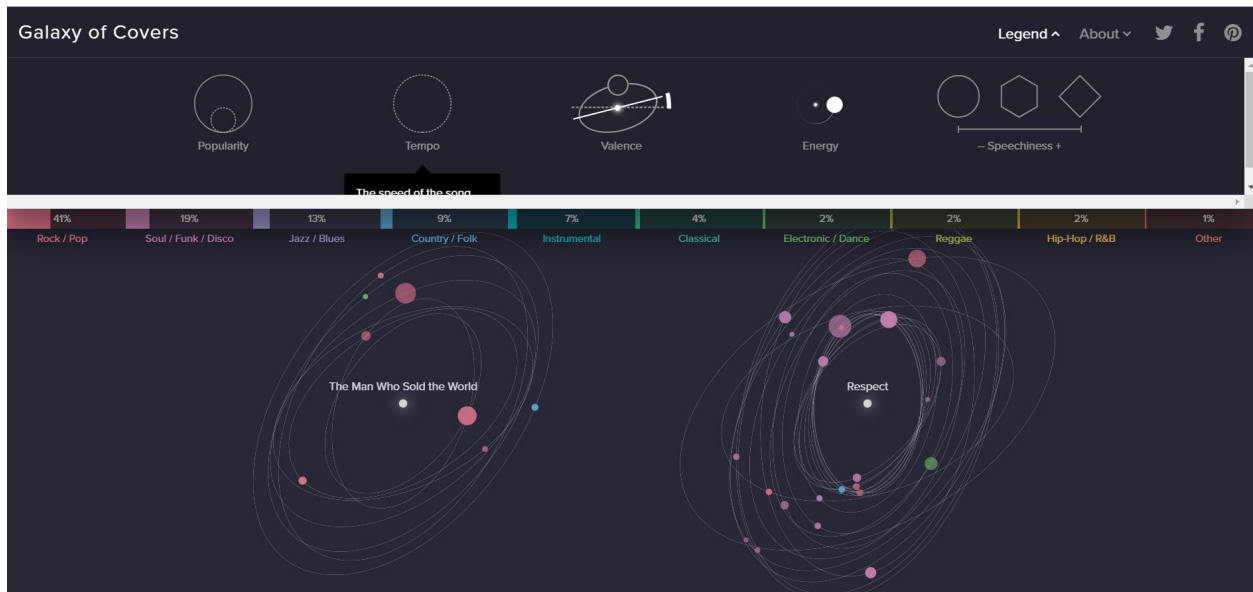 Galaxy of Covers
Legend About
Popularity
Tempo
Valence
Energy
– Speechiness +
The speed of the song
41% 19% 13% 9% 7% 4% 2% 2% 2% 1%
Rock / Pop Soul / Funk / Disco Jazz / Blues Country / Folk Instrumental Classical Electronic / Dance Reggae Hip-Hop / R&B Other
The Man Who Sold the World
Respect